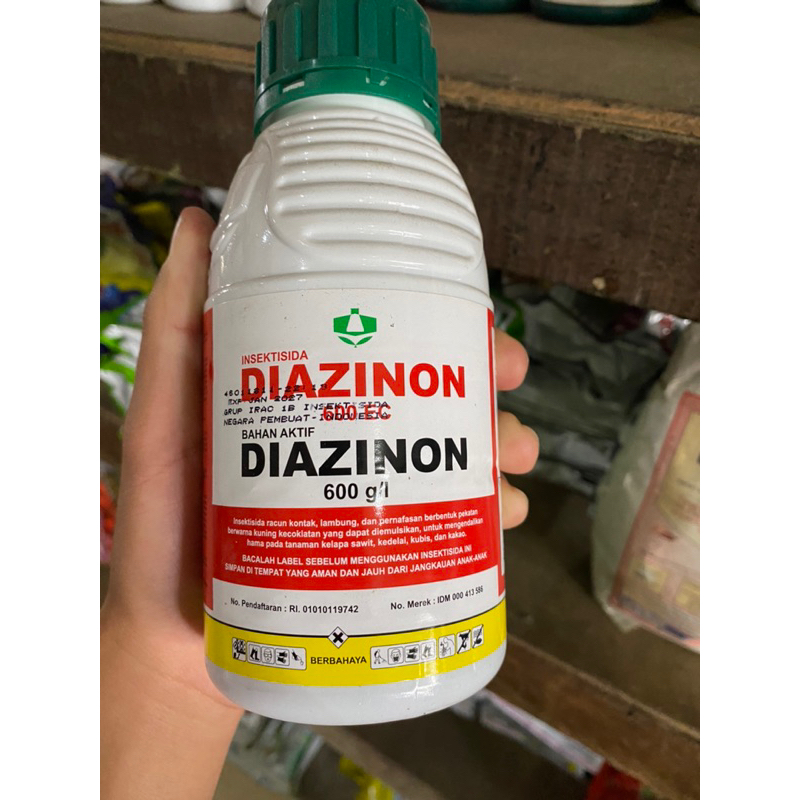 INSEKTISIDA
DIAZINON
600 EC
EXP JAN 2027
GRUP IRAC 1B INSEKTISIDA
NEGARA PEMBUAT-INDONESIA
BAHAN AKTIF
DIAZINON
600 g/l
Insektisida racun kontak, lambung, dan pernafasan berbentuk pekatan
berwarna kuning kecoklatan yang dapat diemulsikan, untuk mengendalikan
hama pada tanaman kelapa sawit, kedelai, kubis, dan kakao.
BACALAH LABEL SEBELUM MENGGUNAKAN INSEKTISIDA INI
SIMPAN DI TEMPAT YANG AMAN DAN JAUH DARI JANGKAUAN ANAK-ANAK
No. Pendaftaran : RI. 01010119742 No. Merek : IDM 000 413 586
BERBAHAYA